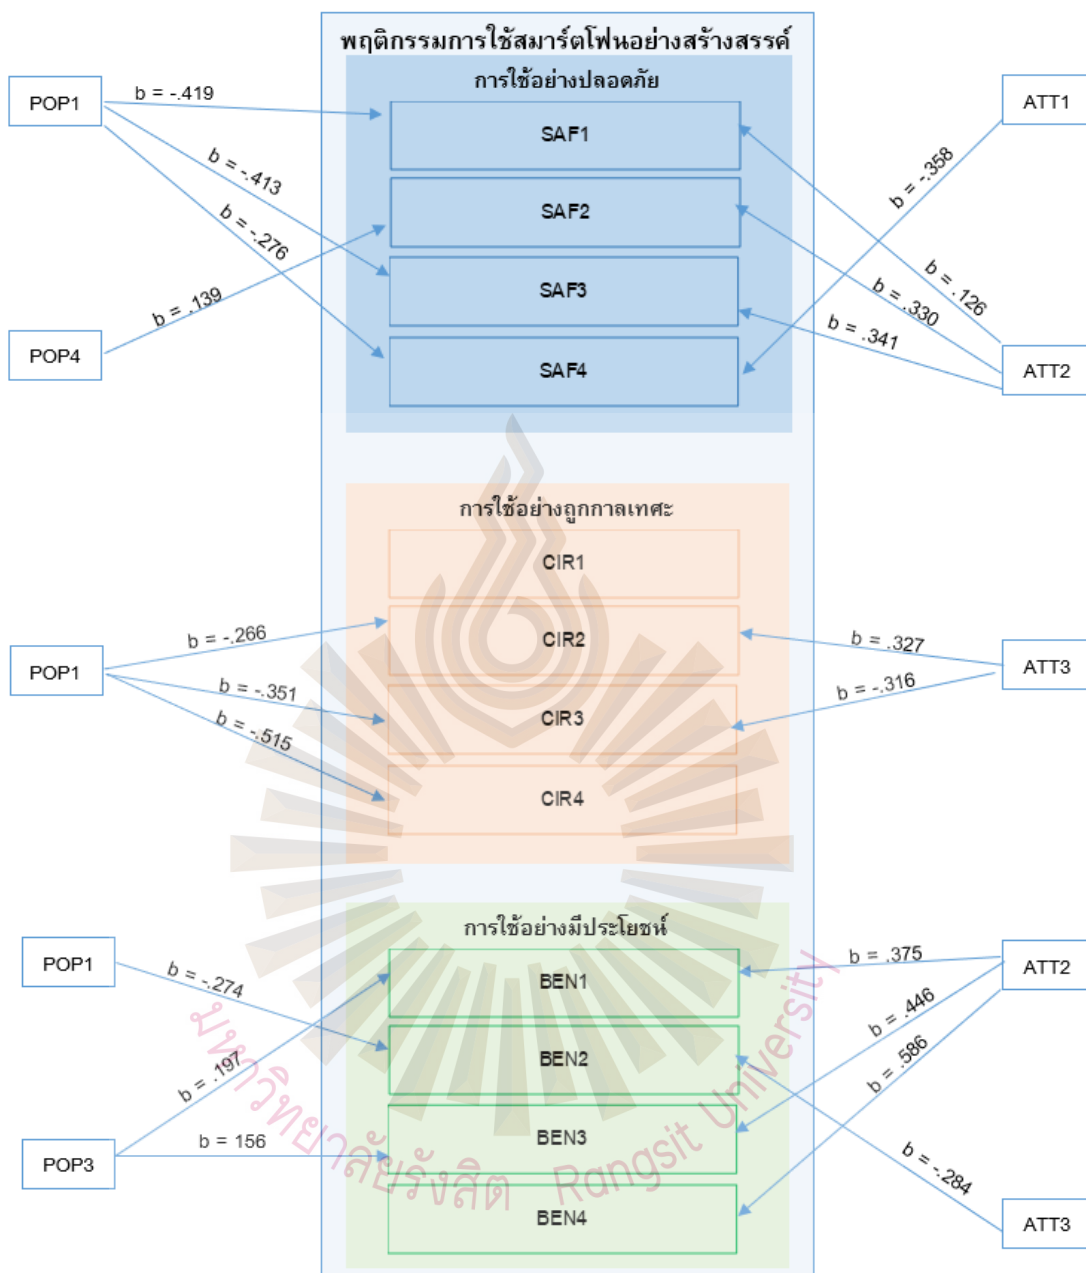 พฤติกรรมการใช้สมาร์ตโฟนอย่างสร้างสรรค์
การใช้อย่างปลอดภัย
POP1
b = -.419
SAF1
ATT1
b = -.413
b = -.358
SAF2
b = -.276
b = .126
b = .139
SAF3
b = .330
b = .341
POP4
SAF4
ATT2
การใช้อย่างถูกกาลเทศะ
CIR1
b = -.266
CIR2
b = .327
POP1
ATT3
b = -.351
b = -.316
b = -.515
CIR3
CIR4
การใช้อย่างมีประโยชน์
POP1
b = .375
ATT2
b = -.274
BEN1
b = .446
b = .197
BEN2
b = .586
b = 156
BEN3
POP3
b = -.284
BEN4
ATT3
มหาวิทยาลัยรังสิต Rangsit University